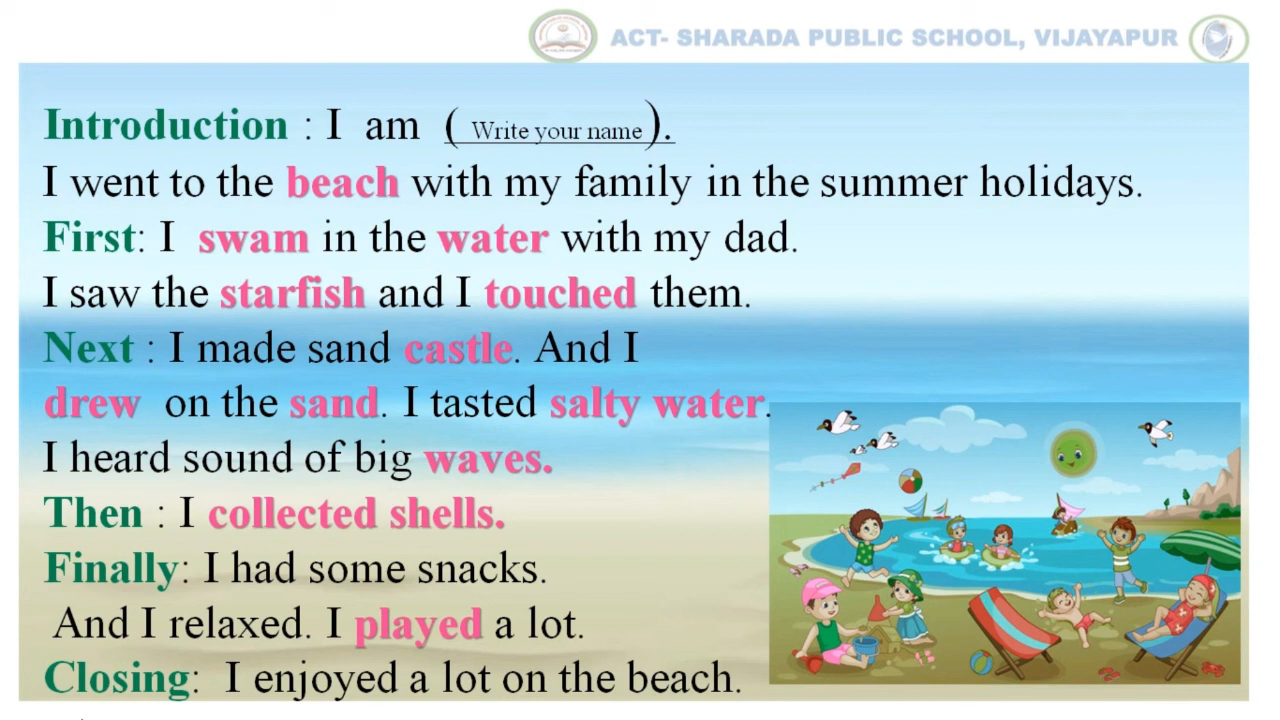 ACT- SHARADA PUBLIC SCHOOL, VIJAYAPUR
Introduction : I am ( Write your name ).
I went to the beach with my family in the summer holidays.
First: I swam in the water with my dad.
I saw the starfish and I touched them.
Next : I made sand castle. And I
drew on the sand. I tasted salty water.
I heard sound of big waves.
Then : I collected shells.
Finally: I had some snacks.
And I relaxed. I played a lot.
Closing: I enjoyed a lot on the beach.